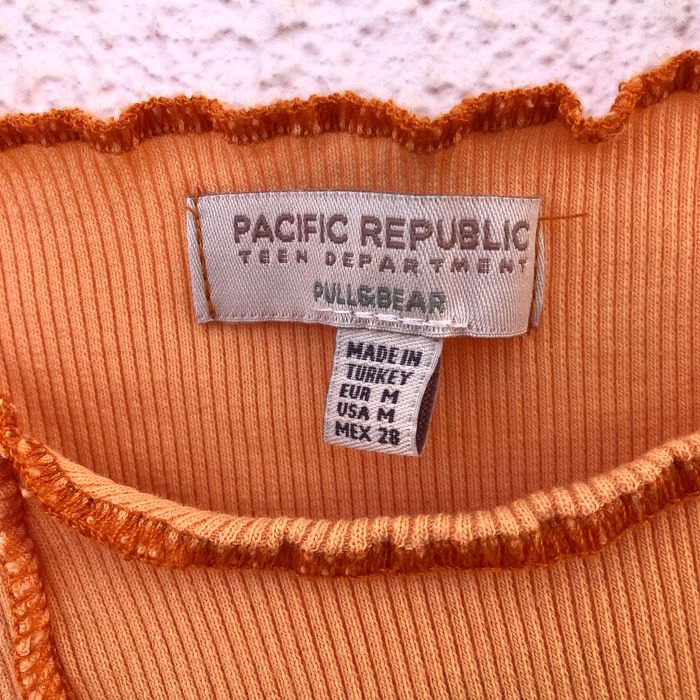 PACIFIC REPUBLIC
TEEN DEPARTMENT
PULL&BEAR
MADE IN
TURKEY
EUR M
USA M
MEX 28